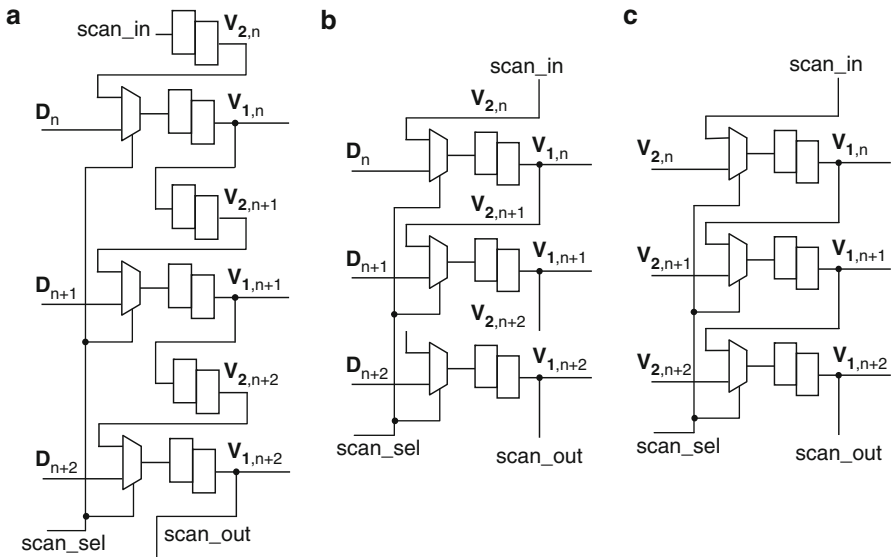 a
scan_in
V2,n
Dn
V1,n
V2,n+1
Dn+1
V1,n+1
V2,n+2
Dn+2
V1,n+2
scan_sel
scan_out
b
scan_in
V2,n
Dn
V1,n
V2,n+1
Dn+1
V1,n+1
V2,n+2
Dn+2
V1,n+2
scan_sel
scan_out
c
scan_in
V2,n
V1,n
V2,n+1
V1,n+1
V2,n+2
V1,n+2
scan_sel
scan_out